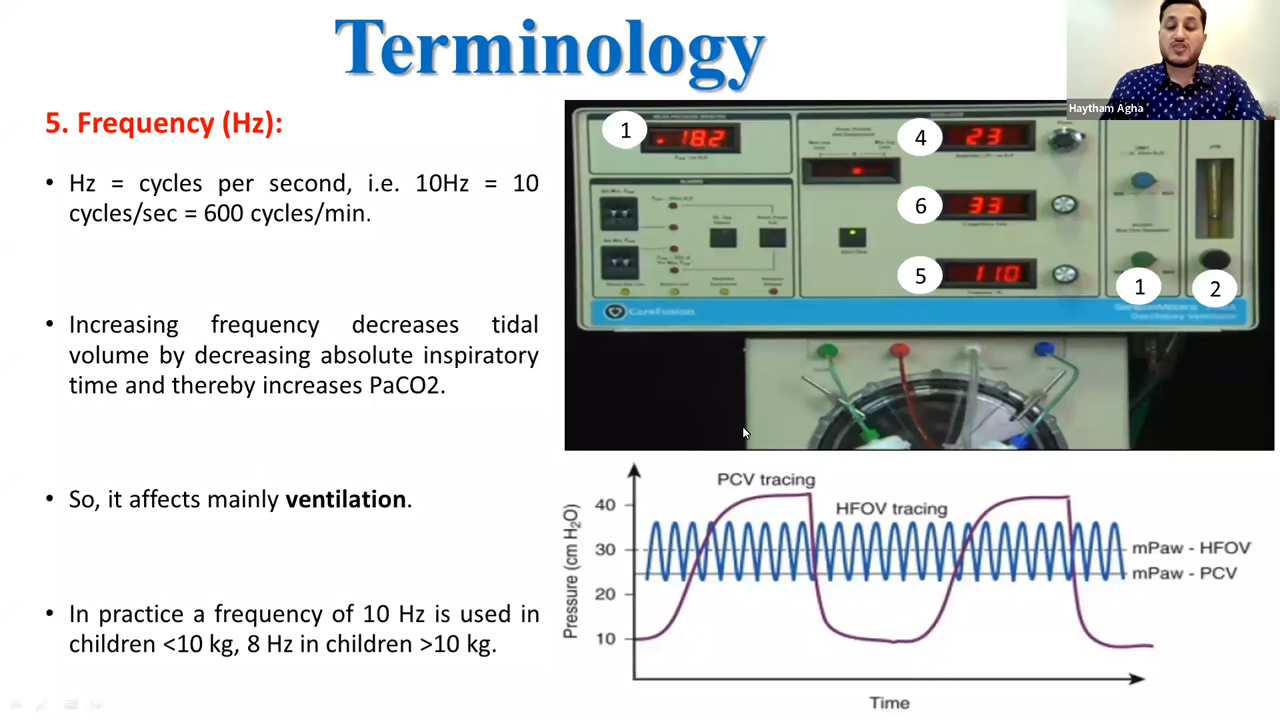 Terminology
Haytham Agha
5. Frequency (Hz):
• Hz = cycles per second, i.e. 10Hz = 10
cycles/sec = 600 cycles/min.
• Increasing frequency decreases tidal
volume by decreasing absolute inspiratory
time and thereby increases PaCO2.
• So, it affects mainly ventilation.
• In practice a frequency of 10 Hz is used in
children <10 kg, 8 Hz in children >10 kg.
1
18.2
4
23
6
33
5
110
1
2
CareFusion
Oscillatory Ventilator
PCV tracing
HFOV tracing
Pressure (cm H2O)
40
30
20
10
mPaw - HFOV
mPaw - PCV
Time